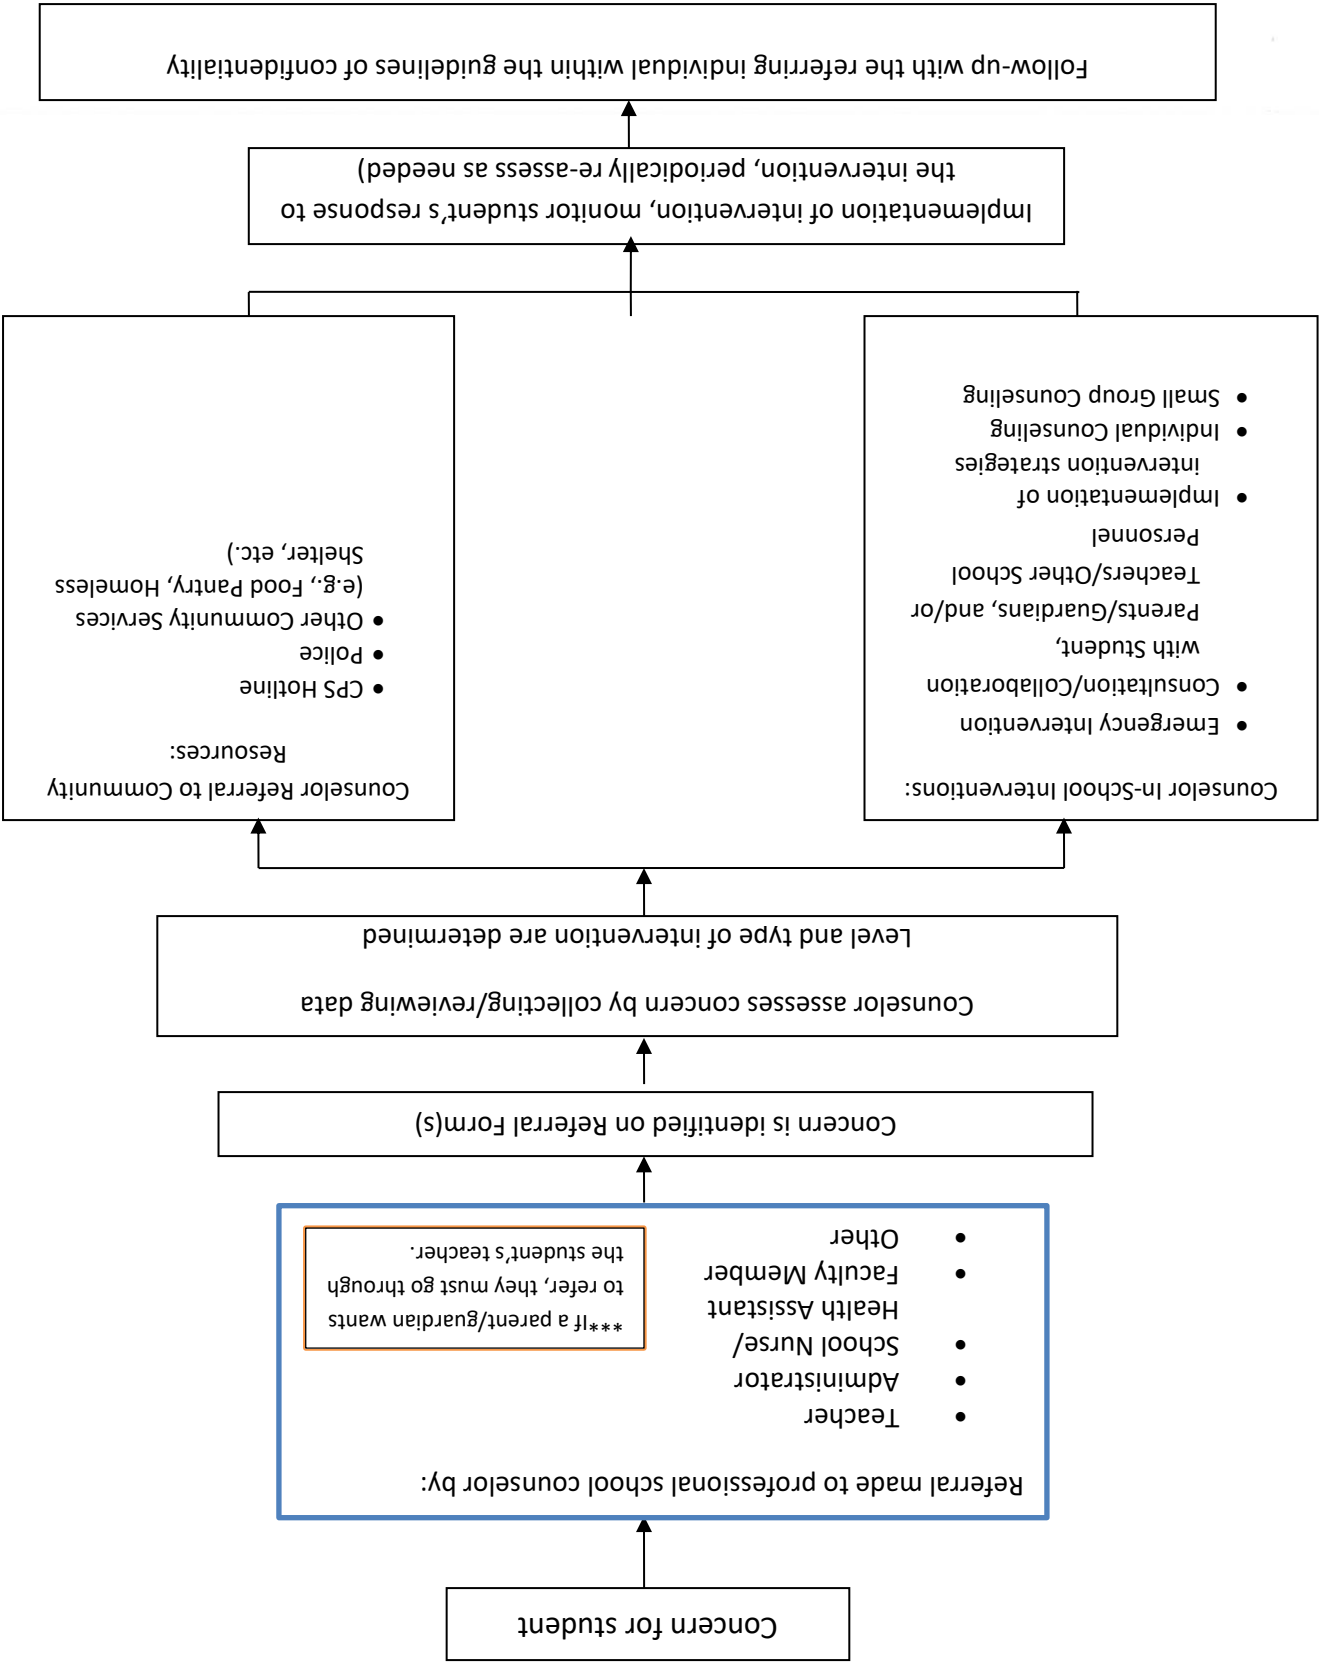 Concern for student
Referral made to professional school counselor by:
• Teacher
• Administrator
• School Nurse/
Health Assistant
• Faculty Member
• Other
***If a parent/guardian wants
to refer, they must go through
the student’s teacher.
Concern is identified on Referral Form(s)
Counselor assesses concern by collecting/reviewing data
Level and type of intervention are determined
Counselor In-School Interventions:
• Emergency Intervention
• Consultation/Collaboration
with Student,
Parents/Guardians, and/or
Teachers/Other School
Personnel
• Implementation of
intervention strategies
• Individual Counseling
• Small Group Counseling
Counselor Referral to Community
Resources:
• CPS Hotline
• Police
• Other Community Services
(e.g., Food Pantry, Homeless
Shelter, etc.)
Implementation of intervention, monitor student’s response to
the intervention, periodically re-assess as needed)
Follow-up with the referring individual within the guidelines of confidentiality